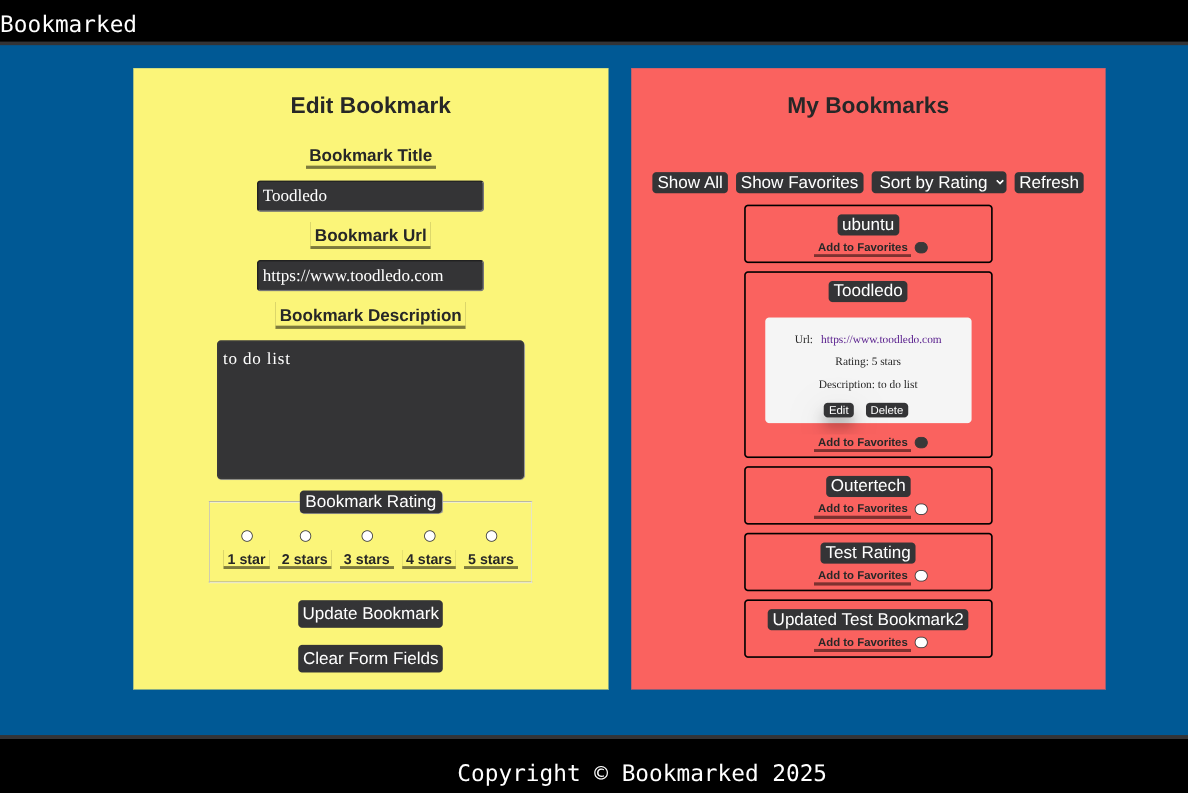 Bookmarked
Edit Bookmark
Bookmark Title
Toodledo
Bookmark Url
https://www.toodledo.com
Bookmark Description
to do list
Bookmark Rating
1 star 2 stars 3 stars 4 stars 5 stars
Update Bookmark
Clear Form Fields
My Bookmarks
Show All Show Favorites Sort by Rating Refresh
ubuntu
Add to Favorites
Toodledo
Url: https://www.toodledo.com
Rating: 5 stars
Description: to do list
Edit Delete
Add to Favorites
Outertech
Add to Favorites
Test Rating
Add to Favorites
Updated Test Bookmark2
Add to Favorites
Copyright © Bookmarked 2025